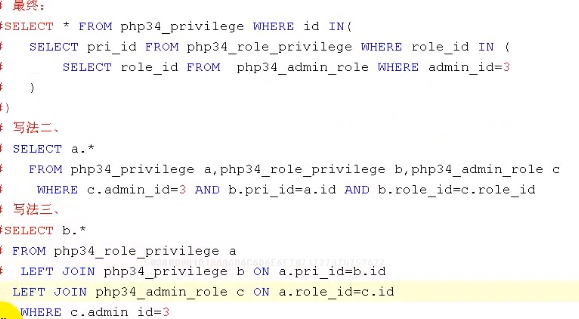 # 最终:
#SELECT * FROM php34_privilege WHERE id IN(
#   SELECT pri_id FROM php34_role_privilege WHERE role_id IN (
#       SELECT role_id FROM  php34_admin_role WHERE admin_id=3
#   )
#)
# 写法二、
# SELECT a.*
#   FROM php34_privilege a,php34_role_privilege b,php34_admin_role c
#    WHERE c.admin_id=3 AND b.pri_id=a.id AND b.role_id=c.role_id
# 写法三、
#SELECT b.*
# FROM php34_role_privilege a
#  LEFT JOIN php34_privilege b ON a.pri_id=b.id
LEFT JOIN php34_admin_role c ON a.role_id=c.id
WHERE c.admin_id=3